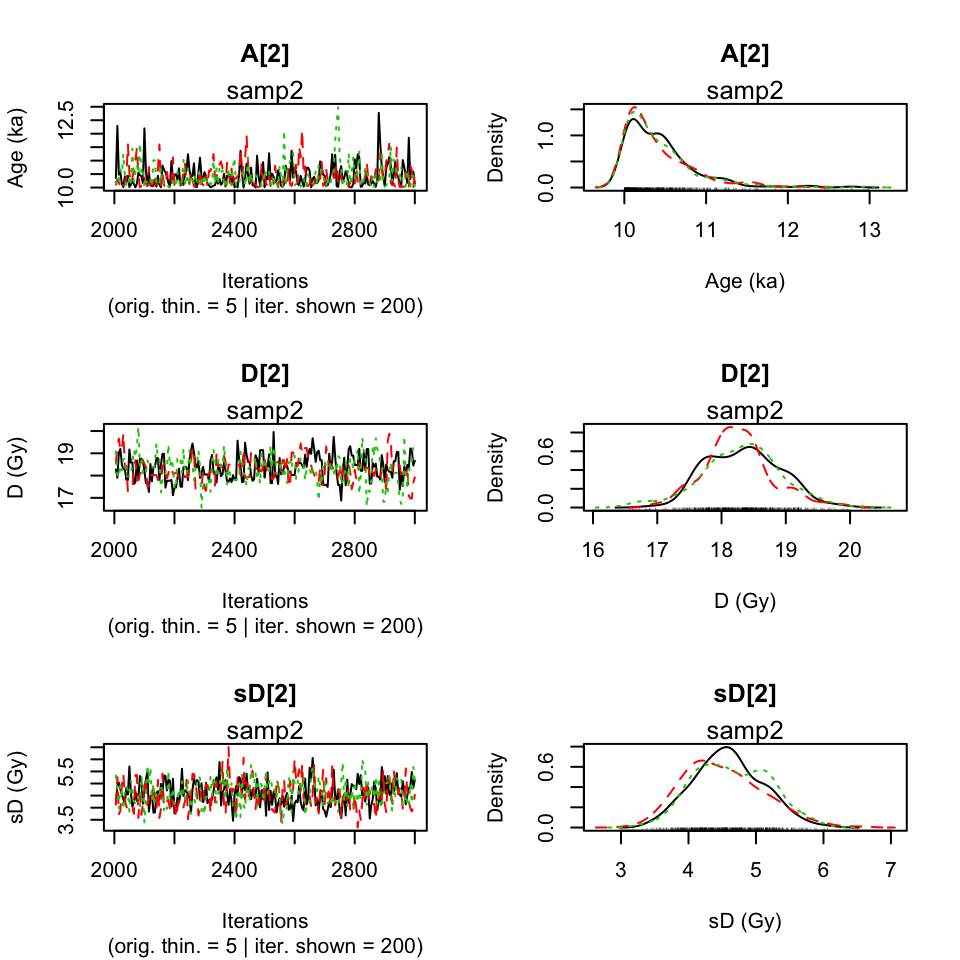 A[2]
samp2
Age (ka)
10.0 12.5
2000 2400 2800
Iterations
(orig. thin. = 5 | iter. shown = 200)
A[2]
samp2
Density
0.0 1.0
10 11 12 13
Age (ka)
D[2]
samp2
D (Gy)
17 19
2000 2400 2800
Iterations
(orig. thin. = 5 | iter. shown = 200)
D[2]
samp2
Density
0.0 0.6
16 17 18 19 20
D (Gy)
sD[2]
samp2
sD (Gy)
3.5 5.5
2000 2400 2800
Iterations
(orig. thin. = 5 | iter. shown = 200)
sD[2]
samp2
Density
0.0 0.6
3 4 5 6 7
sD (Gy)